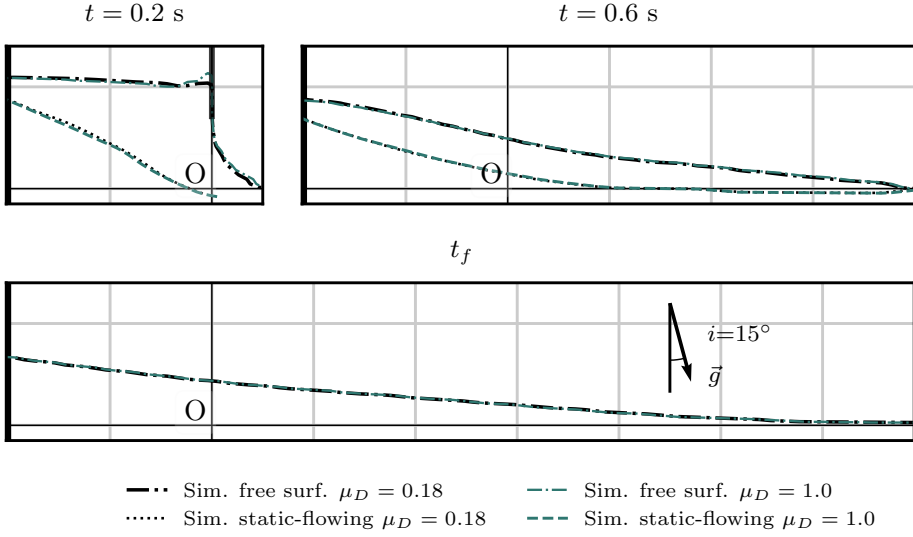 t = 0.2 s
t = 0.6 s
O
O
t_f
i=15°
g⃗
O
Sim. free surf. μ_D = 0.18
Sim. free surf. μ_D = 1.0
Sim. static-flowing μ_D = 0.18
Sim. static-flowing μ_D = 1.0